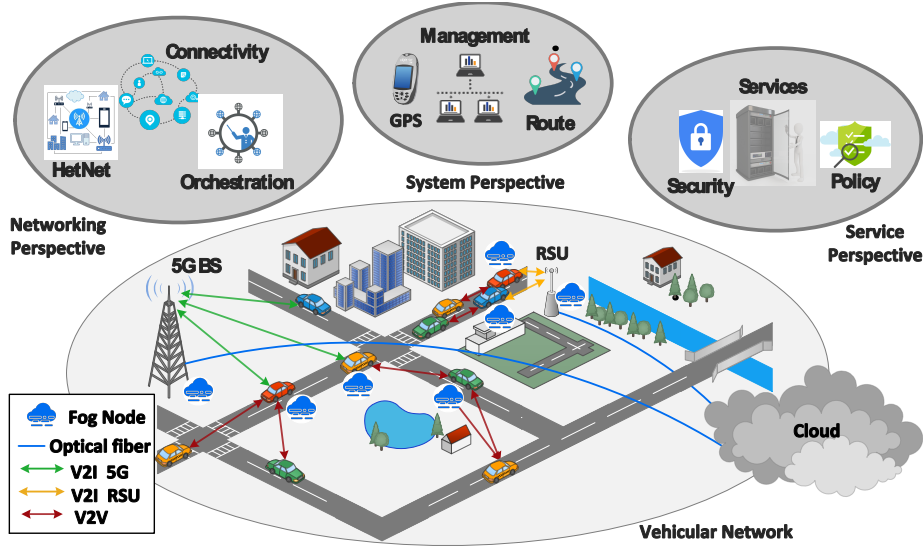 Connectivity
HetNet
Orchestration
Networking
Perspective
Management
GPS
Route
System Perspective
Services
Security
Policy
Service
Perspective
5G BS
RSU
Cloud
Fog Node
Optical fiber
V2I 5G
V2I RSU
V2V
Vehicular Network